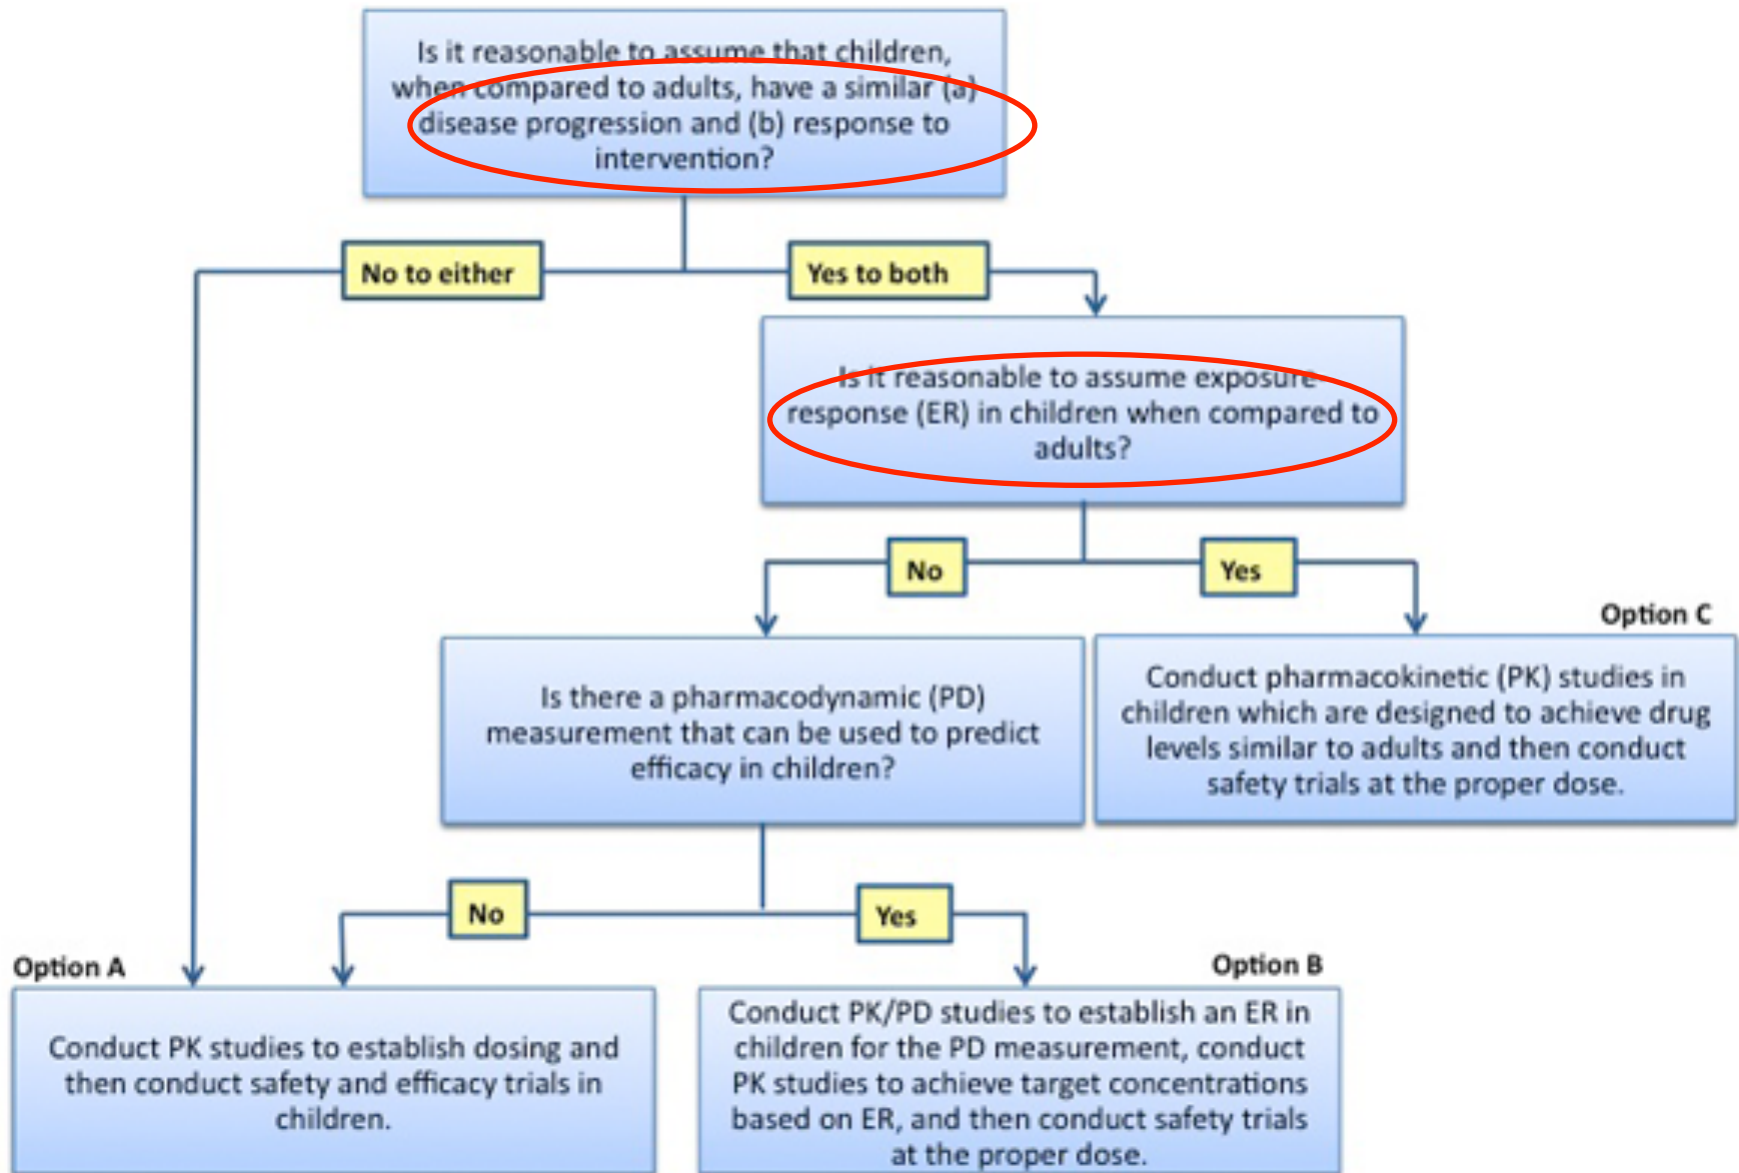 Is it reasonable to assume that children,
when compared to adults, have a similar (a)
disease progression and (b) response to
intervention?
No to either
Yes to both
Is it reasonable to assume exposure-
response (ER) in children when compared to
adults?
No
Yes
Option C
Is there a pharmacodynamic (PD)
measurement that can be used to predict
efficacy in children?
Conduct pharmacokinetic (PK) studies in
children which are designed to achieve drug
levels similar to adults and then conduct
safety trials at the proper dose.
No
Yes
Option A
Conduct PK studies to establish dosing and
then conduct safety and efficacy trials in
children.
Option B
Conduct PK/PD studies to establish an ER in
children for the PD measurement, conduct
PK studies to achieve target concentrations
based on ER, and then conduct safety trials
at the proper dose.